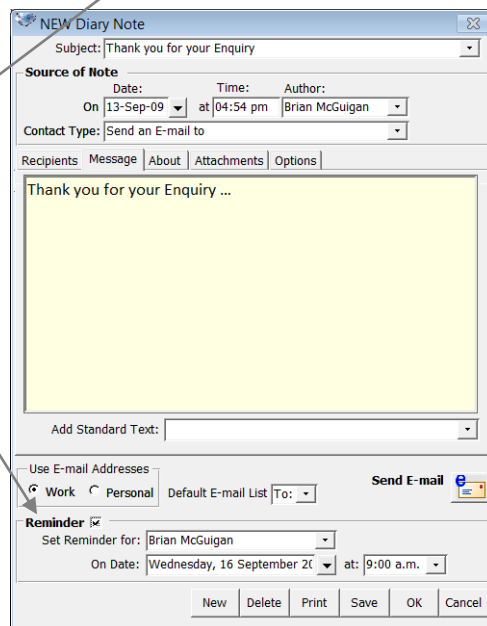 NEW Diary Note
Subject: Thank you for your Enquiry
Source of Note
Date: Time: Author:
On 13-Sep-09 at 04:54 pm Brian McGuigan
Contact Type: Send an E-mail to
Recipients Message About Attachments Options
Thank you for your Enquiry ...
Add Standard Text:
Use E-mail Addresses
Work Personal Default E-mail List To: Send E-mail
Reminder
Set Reminder for: Brian McGuigan
On Date: Wednesday, 16 September at: 9:00 a.m.
New Delete Print Save OK Cancel